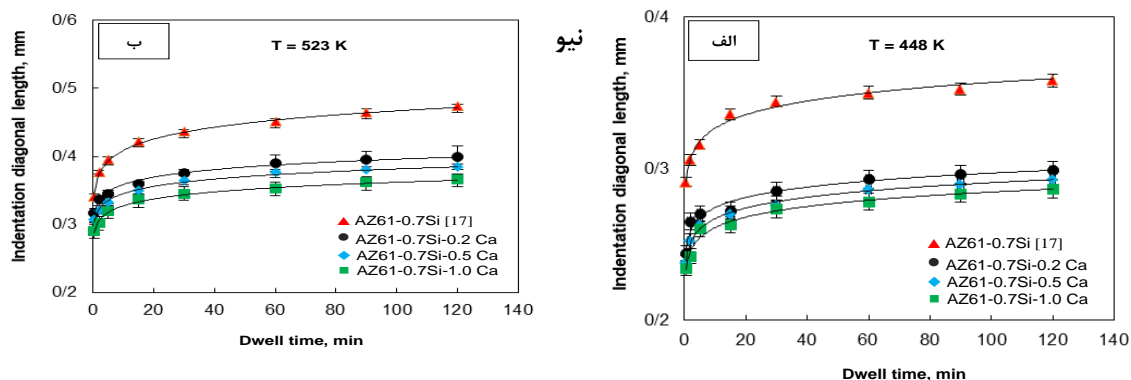 0/6
ب
T = 523 K
0/5
0/4
0/3
0/2
Indentation diagonal length, mm
AZ61-0.7Si [17]
AZ61-0.7Si-0.2 Ca
AZ61-0.7Si-0.5 Ca
AZ61-0.7Si-1.0 Ca
0 20 40 60 80 100 120 140
Dwell time, min
نیو
0/4
الف
T = 448 K
0/3
0/2
Indentation diagonal length, mm
AZ61-0.7Si [17]
AZ61-0.7Si-0.2 Ca
AZ61-0.7Si-0.5 Ca
AZ61-0.7Si-1.0 Ca
0 20 40 60 80 100 120 140
Dwell time, min